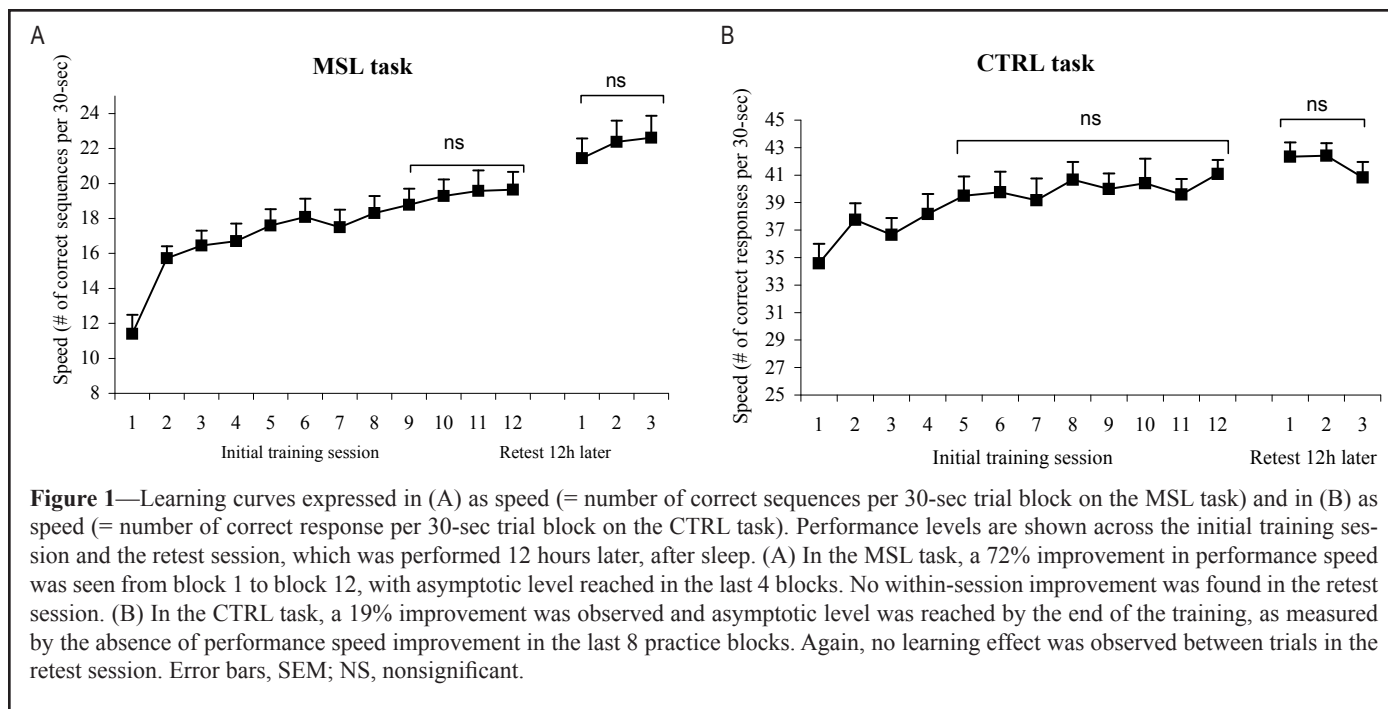 A
MSL task
Speed (# of correct sequences per 30-sec)
24
22
20
18
16
14
12
10
8
ns
ns
1 2 3 4 5 6 7 8 9 10 11 12 1 2 3
Initial training session Retest 12h later
B
CTRL task
Speed (# of correct responses per 30-sec)
45
43
41
39
37
35
33
31
29
27
25
ns
ns
1 2 3 4 5 6 7 8 9 10 11 12 1 2 3
Initial training session Retest 12h later
Figure 1—Learning curves expressed in (A) as speed (= number of correct sequences per 30-sec trial block on the MSL task) and in (B) as
speed (= number of correct response per 30-sec trial block on the CTRL task). Performance levels are shown across the initial training ses-
sion and the retest session, which was performed 12 hours later, after sleep. (A) In the MSL task, a 72% improvement in performance speed
was seen from block 1 to block 12, with asymptotic level reached in the last 4 blocks. No within-session improvement was found in the retest
session. (B) In the CTRL task, a 19% improvement was observed and asymptotic level was reached by the end of the training, as measured
by the absence of performance speed improvement in the last 8 practice blocks. Again, no learning effect was observed between trials in the
retest session. Error bars, SEM; NS, nonsignificant.